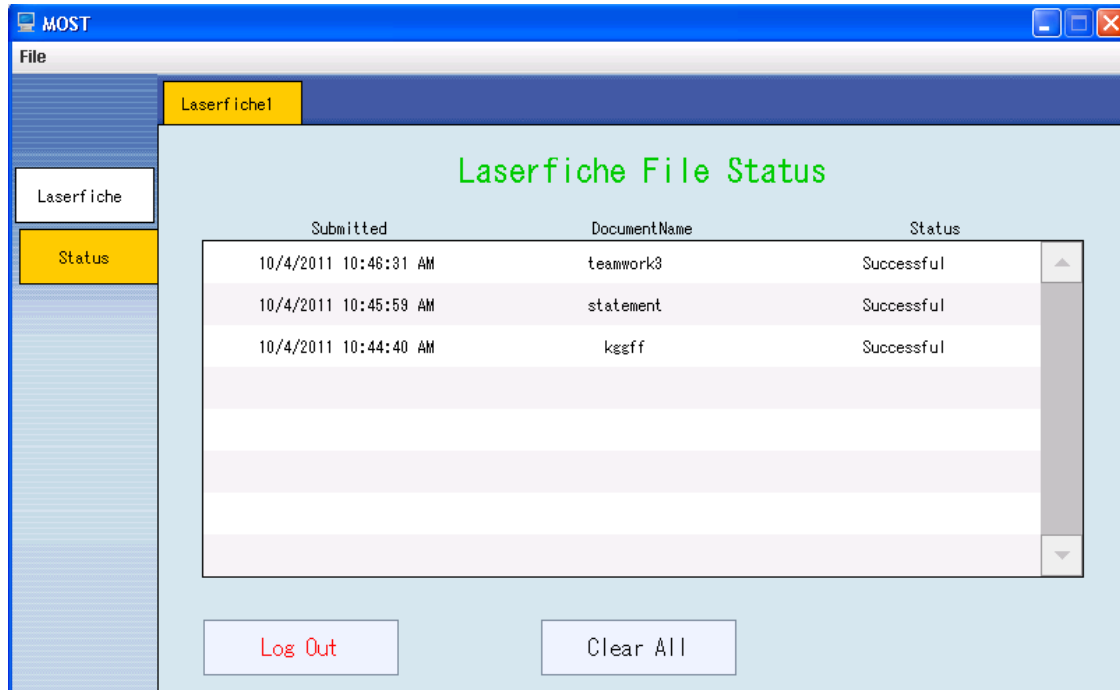 MOST
File
Laserfiche1
Laserfiche File Status
Laserfiche
Status
Submitted DocumentName Status
10/4/2011 10:46:31 AM teamwork3 Successful
10/4/2011 10:45:59 AM statement Successful
10/4/2011 10:44:40 AM kggff Successful
Log Out Clear All